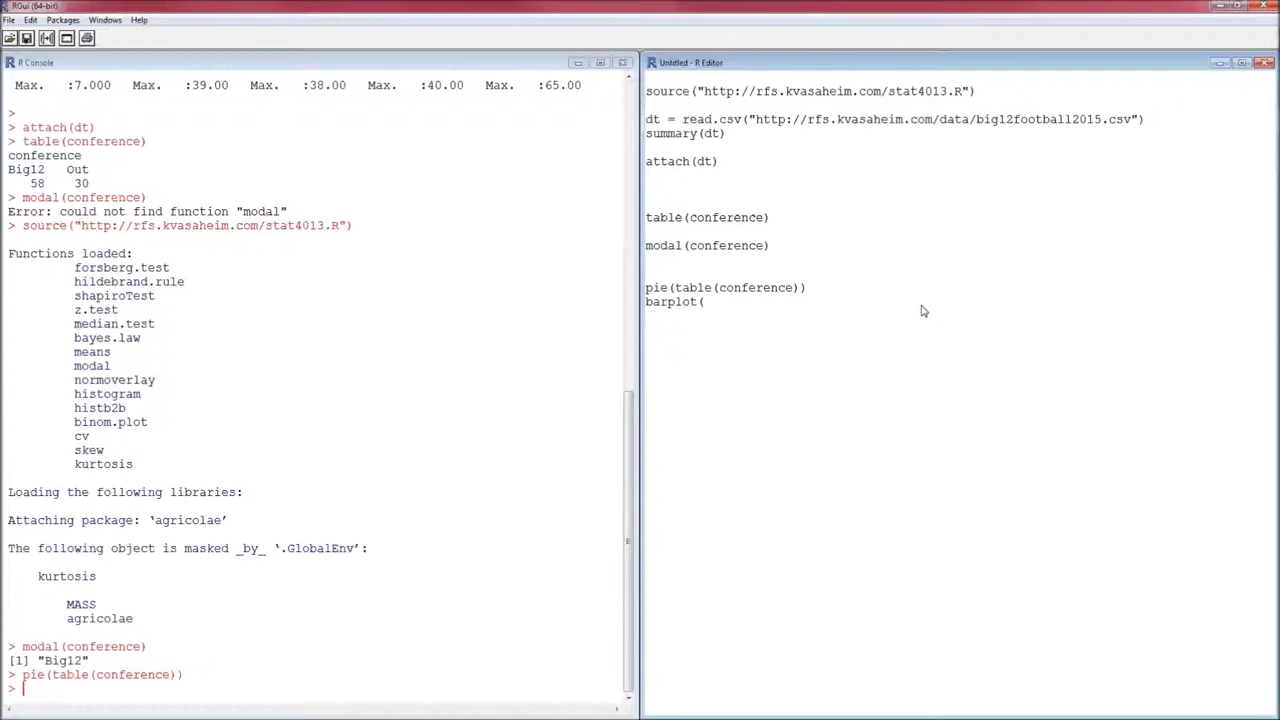 RGui (64-bit)
File Edit Packages Windows Help
R Console
Max. :7.000 Max. :39.00 Max. :38.00 Max. :40.00 Max. :65.00
>
> attach(dt)
> table(conference)
conference
Big12 Out
58 30
> modal(conference)
Error: could not find function "modal"
> source("http://rfs.kvasaheim.com/stat4013.R")
Functions loaded:
forsberg.test
hildebrand.rule
shapiroTest
z.test
median.test
bayes.law
means
modal
normoverlay
histogram
histb2b
binom.plot
cv
skew
kurtosis
Loading the following libraries:
Attaching package: ‘agricolae’
The following object is masked _by_ ‘.GlobalEnv’:
kurtosis
MASS
agricolae
> modal(conference)
[1] "Big12"
> pie(table(conference))
>
Untitled - R Editor
source("http://rfs.kvasaheim.com/stat4013.R")
dt = read.csv("http://rfs.kvasaheim.com/data/big12football2015.csv")
summary(dt)
attach(dt)
table(conference)
modal(conference)
pie(table(conference))
barplot(